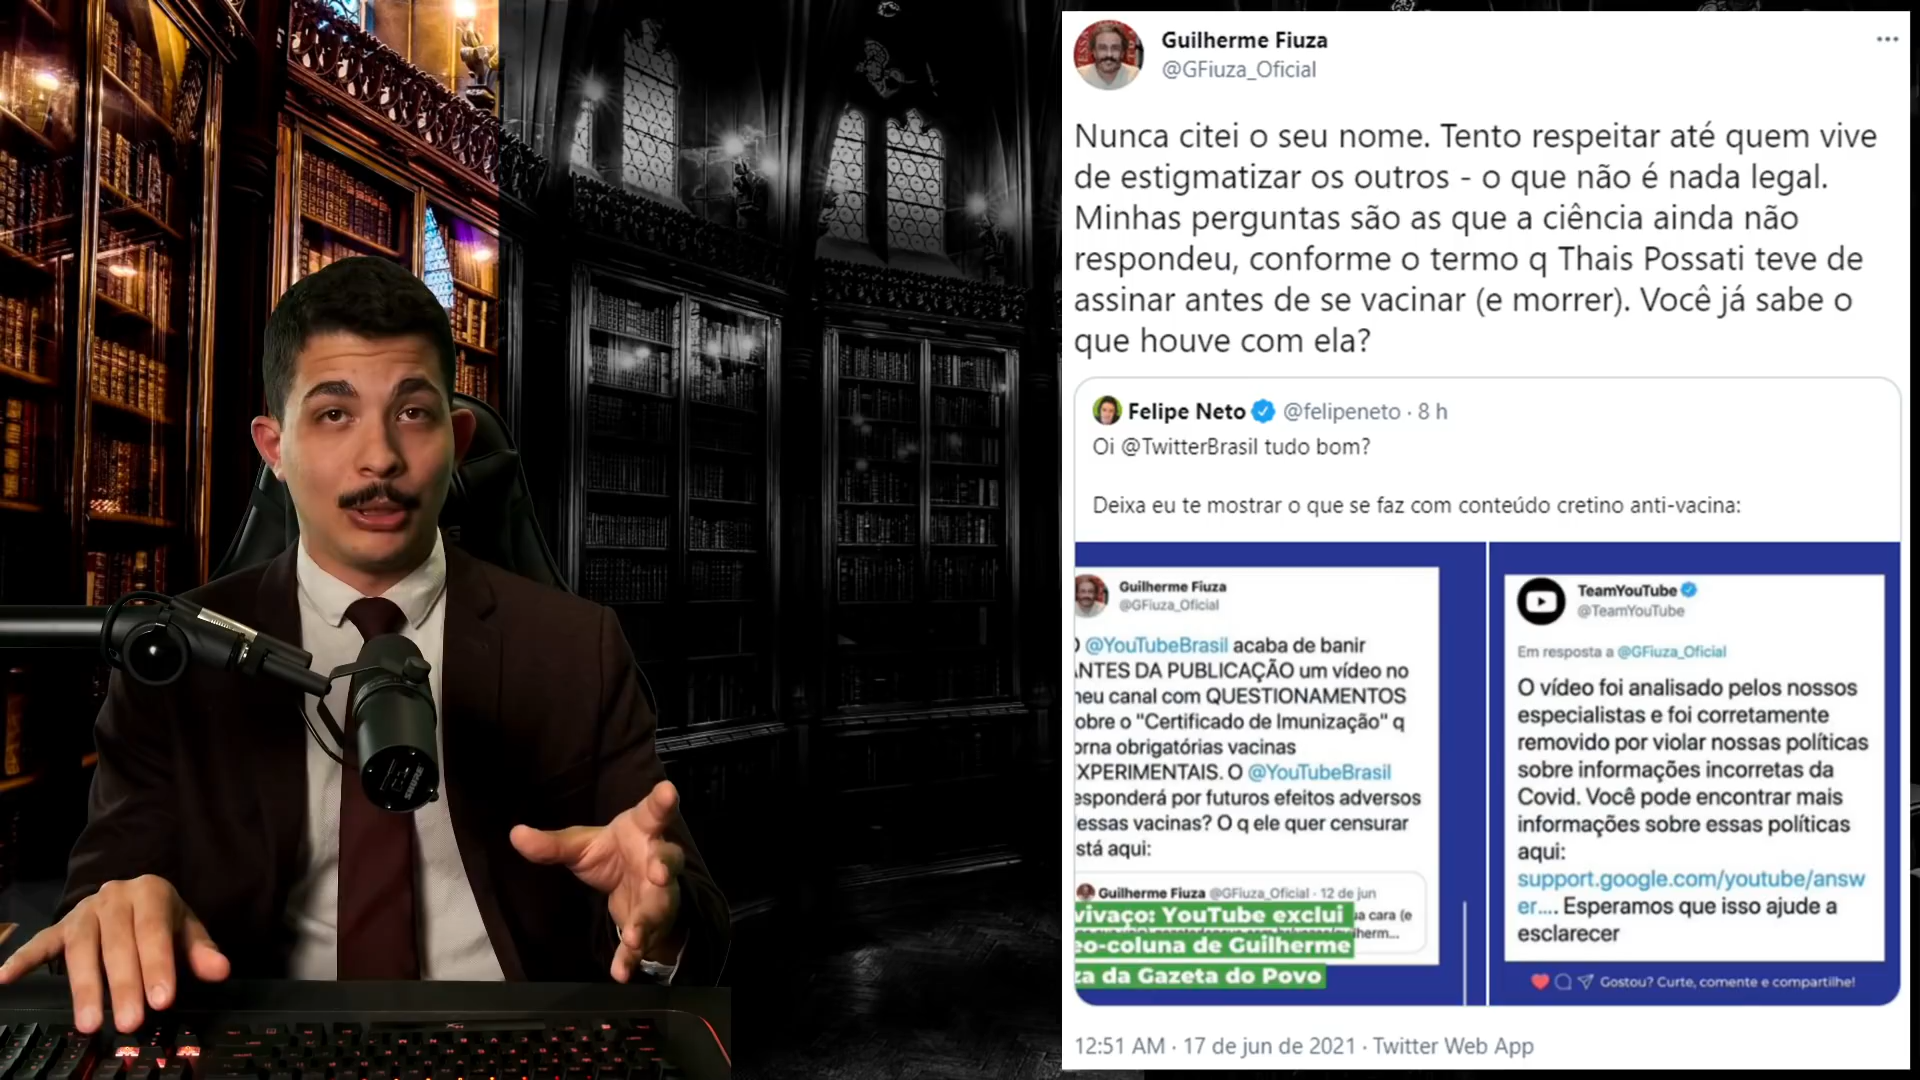 Guilherme Fiuza
@GFiuza_Oficial
Nunca citei o seu nome. Tento respeitar até quem vive
de estigmatizar os outros - o que não é nada legal.
Minhas perguntas são as que a ciência ainda não
respondeu, conforme o termo q Thais Possati teve de
assinar antes de se vacinar (e morrer). Você já sabe o
que houve com ela?
Felipe Neto @felipeneto · 8 h
Oi @TwitterBrasil tudo bom?
Deixa eu te mostrar o que se faz com conteúdo cretino anti-vacina:
Guilherme Fiuza
@GFiuza_Oficial
@YouTubeBrasil acaba de banir
NTES DA PUBLICAÇÃO um vídeo no
eu canal com QUESTIONAMENTOS
obre o "Certificado de Imunização" q
orna obrigatórias vacinas
XPERIMENTAIS. O @YouTubeBrasil
esponderá por futuros efeitos adversos
essas vacinas? O q ele quer censurar
stá aqui:
Guilherme Fiuza @GFiuza_Oficial · 12 de jun
ua cara (e
vivaço: YouTube exclui
eo-coluna de Guilherme
za da Gazeta do Povo
TeamYouTube
@TeamYouTube
Em resposta a @GFiuza_Oficial
O vídeo foi analisado pelos nossos
especialistas e foi corretamente
removido por violar nossas políticas
sobre informações incorretas da
Covid. Você pode encontrar mais
informações sobre essas políticas
aqui:
support.google.com/youtube/answ
er.... Esperamos que isso ajude a
esclarecer
Gostou? Curte, comente e compartilhe!
12:51 AM · 17 de jun de 2021 · Twitter Web App
SHURE